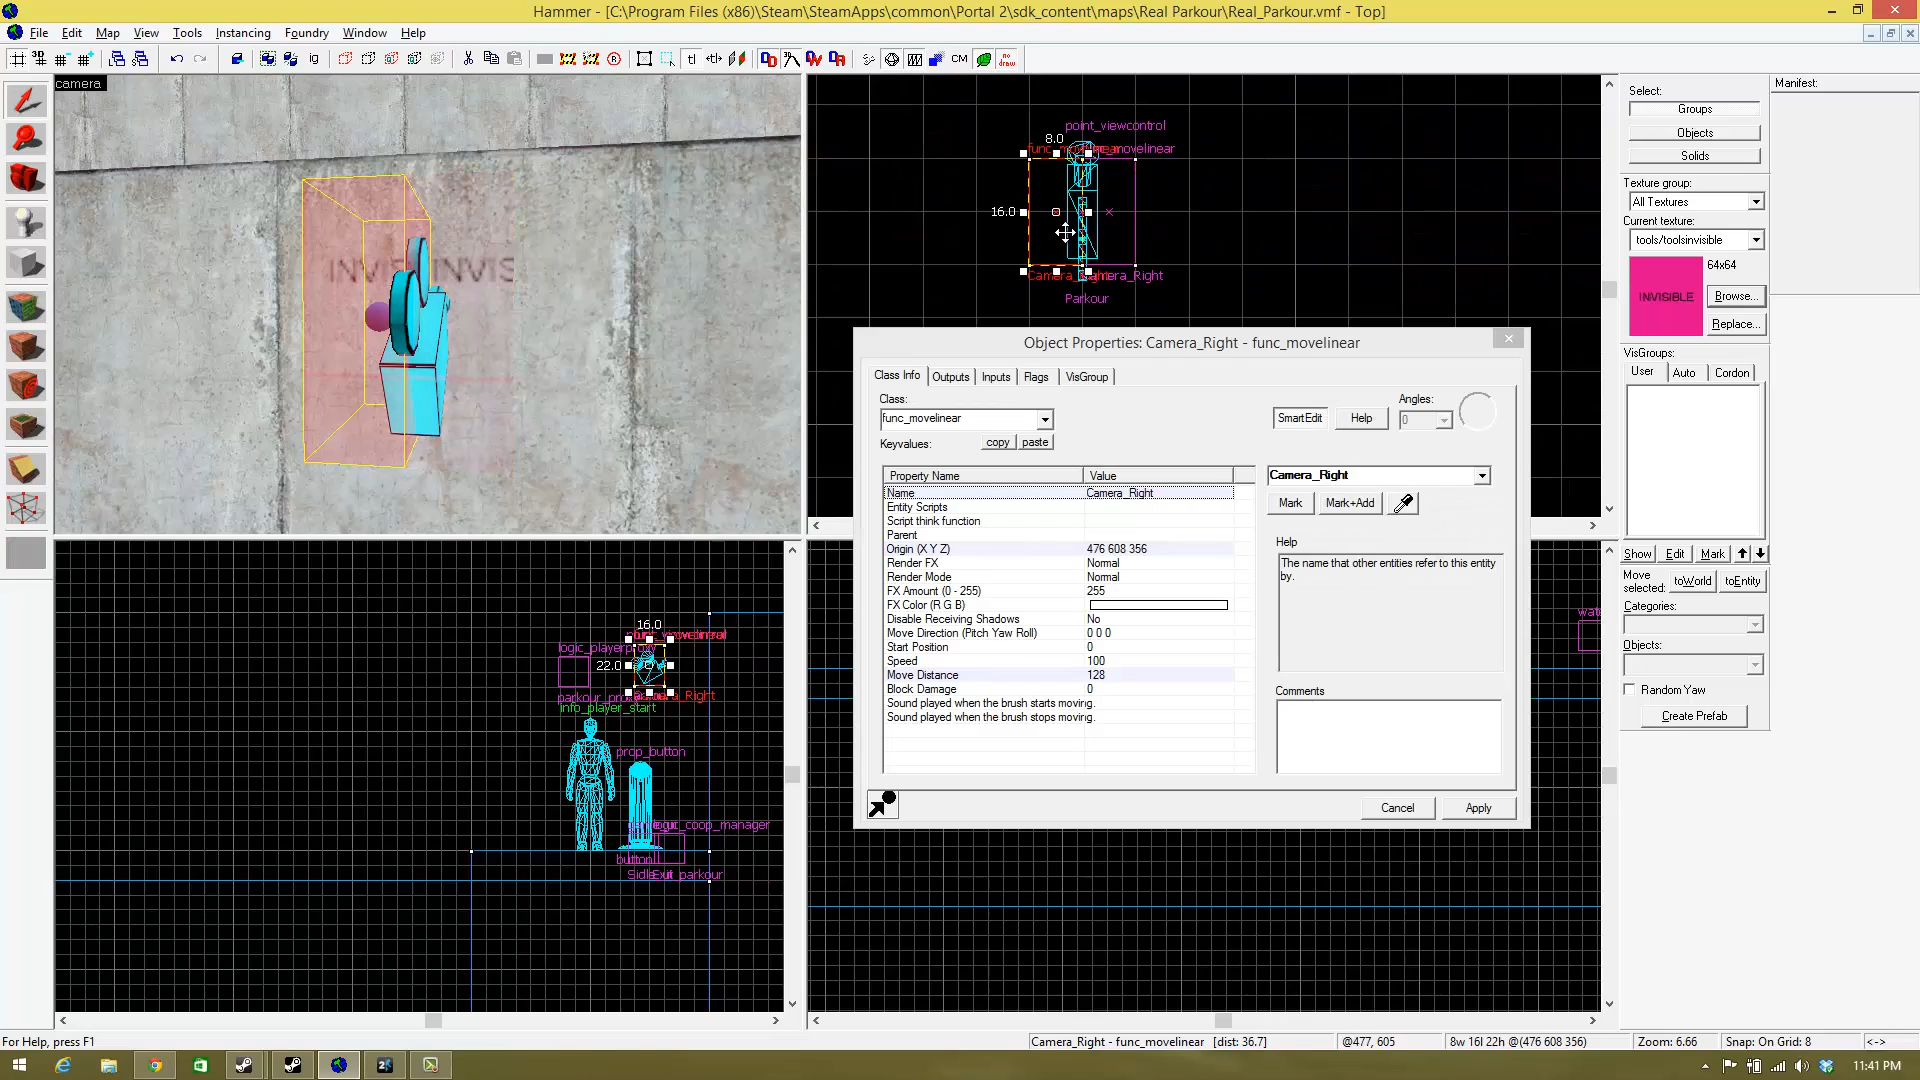 Hammer - [C:\Program Files (x86)\Steam\SteamApps\common\Portal 2\sdk_content\maps\Real Parkour\Real_Parkour.vmf - Top]
File Edit Map View Tools Instancing Foundry Window Help
3D
ig
tl
CM
no draw
camera
INVIS INVIS
point_viewcontrol
8.0
16.0
Parkour
Select:
Groups
Objects
Solids
Texture group:
All Textures
Current texture:
tools/toolsinvisible
64x64
INVISIBLE
Browse...
Replace...
VisGroups:
User Auto Cordon
Show Edit Mark
Move selected:
toWorld toEntity
Categories:
Objects:
Random Yaw
Create Prefab
Manifest:
Object Properties: Camera_Right - func_movelinear
Class Info Outputs Inputs Flags VisGroup
Class:
func_movelinear
SmartEdit Help
Angles:
0
Keyvalues:
copy paste
Property Name Value
Name Camera_Right
Entity Scripts
Script think function
Parent
Origin (X Y Z) 476 608 356
Render FX Normal
Render Mode Normal
FX Amount (0 - 255) 255
FX Color (R G B)
Disable Receiving Shadows No
Move Direction (Pitch Yaw Roll) 0 0 0
Start Position 0
Speed 100
Move Distance 128
Block Damage 0
Sound played when the brush starts moving.
Sound played when the brush stops moving.
Camera_Right
Mark Mark+Add
Help
The name that other entities refer to this entity by.
Comments
Cancel Apply
16.0
logic_playerproxy
22.0
info_player_start
prop_button
button
For Help, press F1
Camera_Right - func_movelinear [dist: 36.7]
@477, 605
8w 16l 22h @(476 608 356)
Zoom: 6.66
Snap: On Grid: 8
<->
11:41 PM